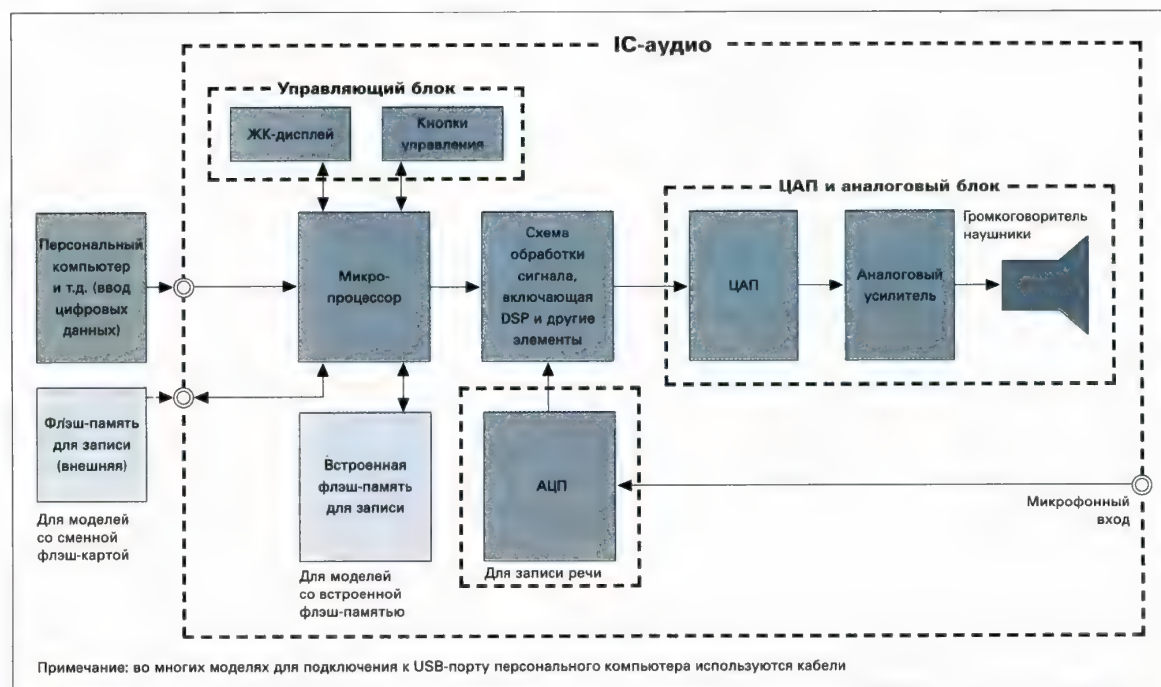 IC-аудио
Управляющий блок
ЖК-дисплей
Кнопки
управления
ЦАП и аналоговый блок
Громкоговоритель
наушники
Персональный
компьютер
и т.д. (ввод
цифровых
данных)
Микро-
процессор
Схема
обработки
сигнала,
включающая
DSP и другие
элементы
ЦАП
Аналоговый
усилитель
Флэш-память
для записи
(внешняя)
Для моделей
со сменной
флэш-картой
Встроенная
флэш-память
для записи
Для моделей
со встроенной
флэш-памятью
АЦП
Для записи речи
Микрофонный
вход
Примечание: во многих моделях для подключения к USB-порту персонального компьютера используются кабели